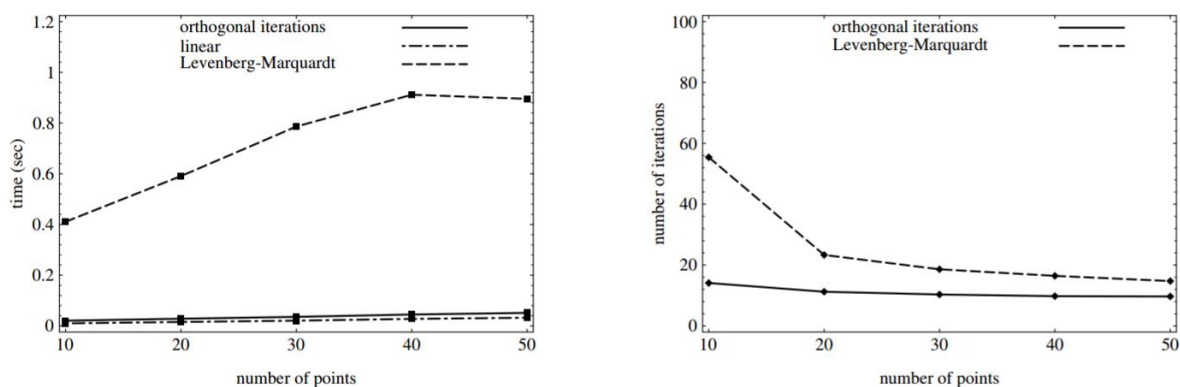 orthogonal iterations
linear
Levenberg-Marquardt
1.2
1
0.8
0.6
0.4
0.2
0
time (sec)
10 20 30 40 50
number of points
orthogonal iterations
Levenberg-Marquardt
100
80
60
40
20
0
number of iterations
10 20 30 40 50
number of points